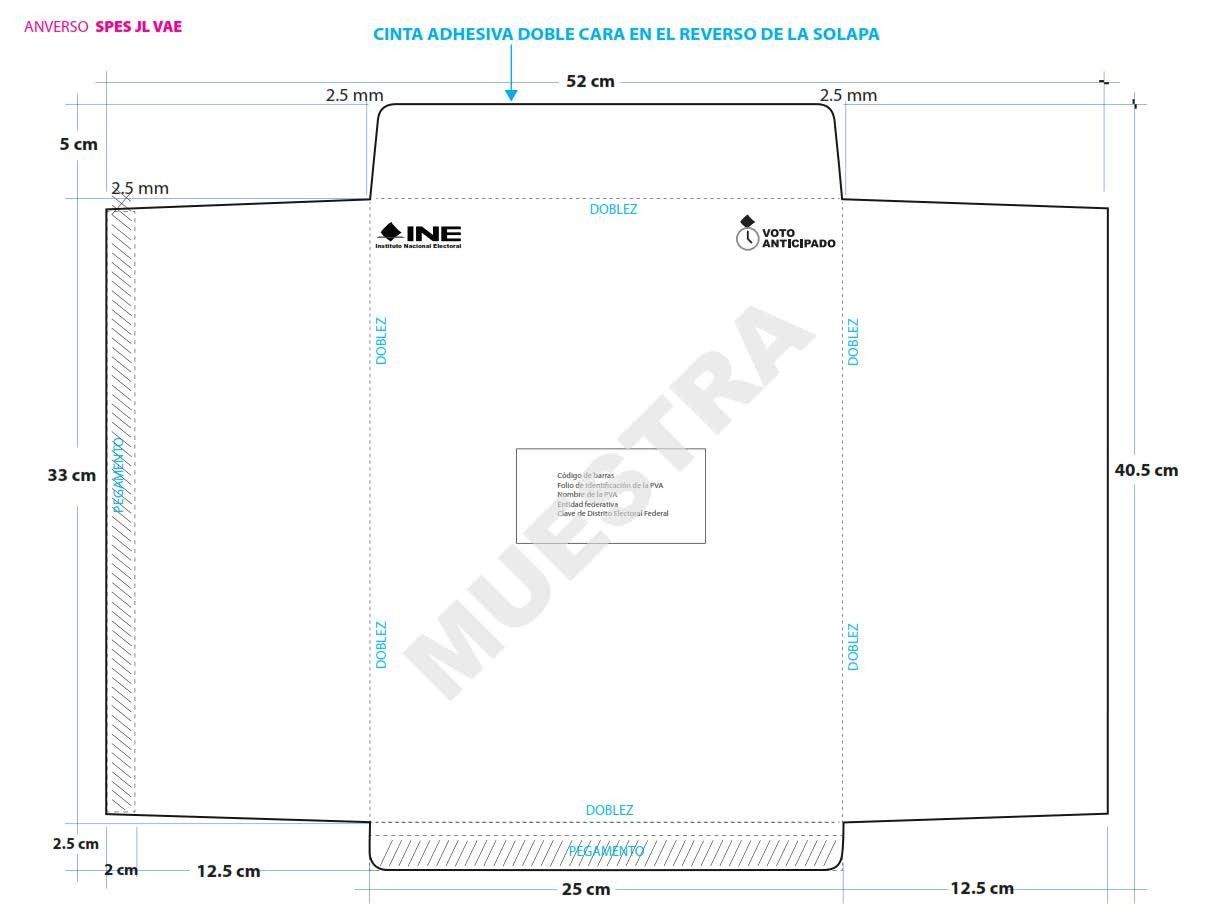 ANVERSO SPES JL VAE
CINTA ADHESIVA DOBLE CARA EN EL REVERSO DE LA SOLAPA
52 cm
2.5 mm
2.5 mm
5 cm
2.5 mm
DOBLEZ
INE
Instituto Nacional Electoral
VOTO
ANTICIPADO
DOBLEZ
DOBLEZ
MUESTRA
PEGAMENTO
33 cm
40.5 cm
Código de barras
Folio de Identificación de la PVA
Nombre de la PVA
Entidad federativa
Clave de Distrito Electoral Federal
DOBLEZ
DOBLEZ
DOBLEZ
PEGAMENTO
2.5 cm
2 cm
12.5 cm
25 cm
12.5 cm